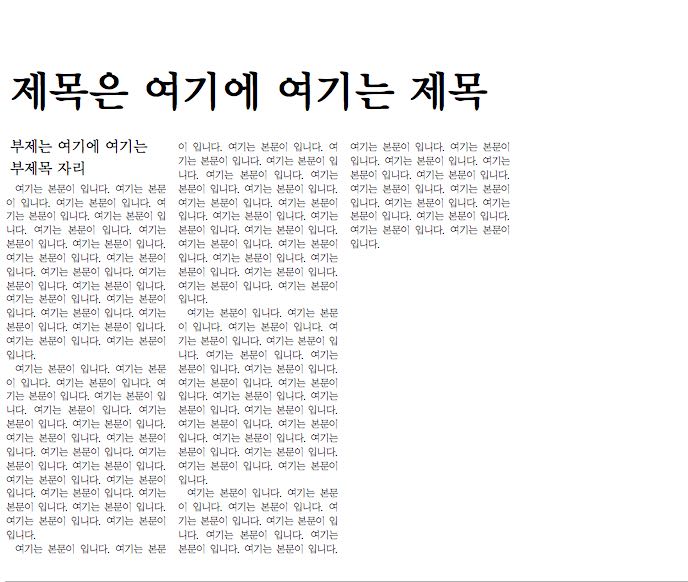 제목은 여기에 여기는 제목
부제는 여기에 여기는
부제목 자리
여기는 본문이 입니다. 여기는 본문
이 입니다. 여기는 본문이 입니다. 여
기는 본문이 입니다. 여기는 본문이 입
니다. 여기는 본문이 입니다. 여기는
본문이 입니다. 여기는 본문이 입니다.
여기는 본문이 입니다. 여기는 본문이
입니다. 여기는 본문이 입니다. 여기는
본문이 입니다. 여기는 본문이 입니다.
여기는 본문이 입니다. 여기는 본문이
입니다. 여기는 본문이 입니다. 여기는
본문이 입니다. 여기는 본문이 입니다.
여기는 본문이 입니다. 여기는 본문이
입니다.
여기는 본문이 입니다. 여기는 본문
이 입니다. 여기는 본문이 입니다. 여
기는 본문이 입니다. 여기는 본문이 입
니다. 여기는 본문이 입니다. 여기는
본문이 입니다. 여기는 본문이 입니다.
여기는 본문이 입니다. 여기는 본문이
입니다. 여기는 본문이 입니다. 여기는
본문이 입니다. 여기는 본문이 입니다.
여기는 본문이 입니다. 여기는 본문이
입니다. 여기는 본문이 입니다. 여기는
본문이 입니다. 여기는 본문이 입니다.
여기는 본문이 입니다. 여기는 본문이
입니다.
여기는 본문이 입니다. 여기는 본문
이 입니다. 여기는 본문이 입니다. 여
기는 본문이 입니다. 여기는 본문이 입
니다. 여기는 본문이 입니다. 여기는
본문이 입니다. 여기는 본문이 입니다.
여기는 본문이 입니다. 여기는 본문이
입니다. 여기는 본문이 입니다. 여기는
본문이 입니다. 여기는 본문이 입니다.
여기는 본문이 입니다. 여기는 본문이
입니다. 여기는 본문이 입니다. 여기는
본문이 입니다. 여기는 본문이 입니다.
여기는 본문이 입니다. 여기는 본문이
입니다.
여기는 본문이 입니다. 여기는 본문
이 입니다. 여기는 본문이 입니다. 여
기는 본문이 입니다. 여기는 본문이 입
니다. 여기는 본문이 입니다. 여기는
본문이 입니다. 여기는 본문이 입니다.
여기는 본문이 입니다. 여기는 본문이
입니다. 여기는 본문이 입니다. 여기는
본문이 입니다. 여기는 본문이 입니다.
여기는 본문이 입니다. 여기는 본문이
입니다. 여기는 본문이 입니다. 여기는
본문이 입니다. 여기는 본문이 입니다.
여기는 본문이 입니다. 여기는 본문이
입니다.
여기는 본문이 입니다. 여기는 본문
이 입니다. 여기는 본문이 입니다. 여
기는 본문이 입니다. 여기는 본문이 입
니다. 여기는 본문이 입니다. 여기는
본문이 입니다. 여기는 본문이 입니다.
여기는 본문이 입니다. 여기는 본문이
입니다. 여기는 본문이 입니다. 여기는
본문이 입니다. 여기는 본문이 입니다.
여기는 본문이 입니다. 여기는 본문이
입니다. 여기는 본문이 입니다. 여기는
본문이 입니다. 여기는 본문이 입니다.
여기는 본문이 입니다. 여기는 본문이
입니다.